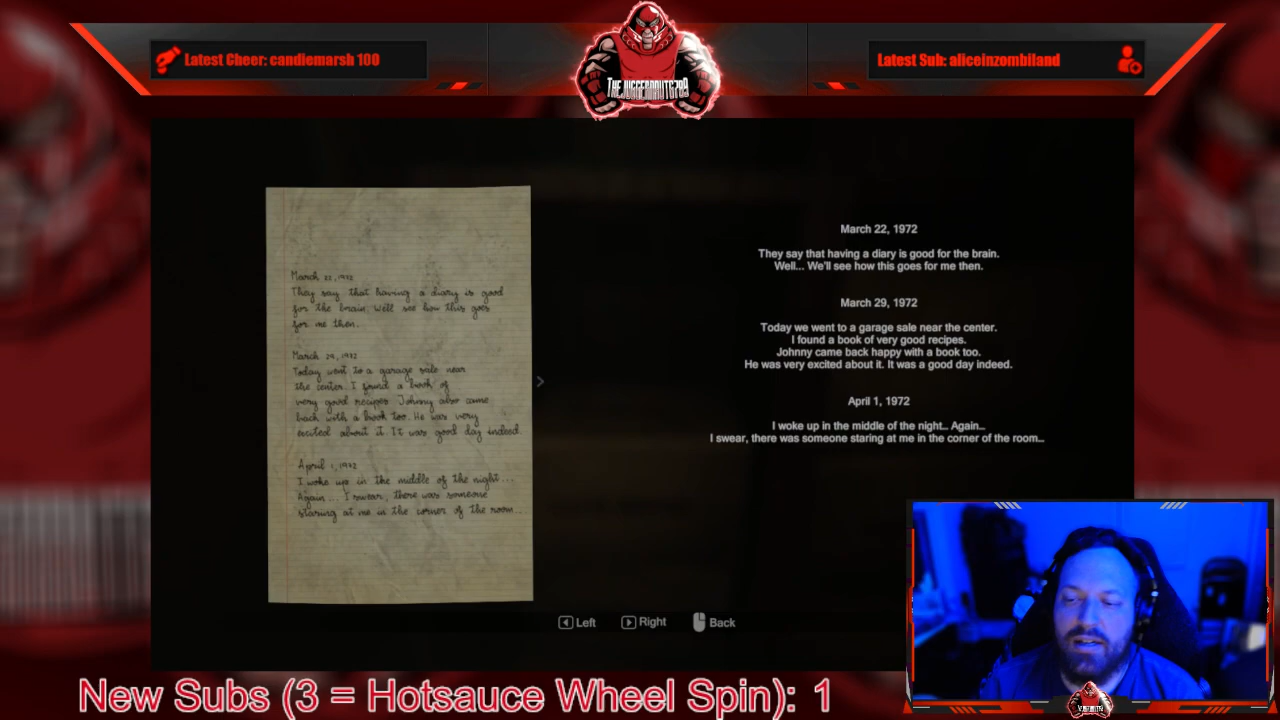 Latest Cheer: candlemarsh 100
THEJUGGERNAUT6789
Latest Sub: aliceinzombiland
March 22, 1972
They say that having a diary is good
for the brain. We'll see how this goes
for me then.
March 29, 1972
Today went to a garage sale near
the center. I found a book of
very good recipes. Johnny also came
back with a book too. He was very
excited about it. It was good day indeed.
April 1, 1972
I woke up in the middle of the night...
Again... I swear, there was someone
staring at me in the corner of the room...
March 22, 1972
They say that having a diary is good for the brain.
Well... We'll see how this goes for me then.
March 29, 1972
Today we went to a garage sale near the center.
I found a book of very good recipes.
Johnny came back happy with a book too.
He was very excited about it. It was a good day indeed.
April 1, 1972
I woke up in the middle of the night... Again...
I swear, there was someone staring at me in the corner of the room...
Left
Right
Back
New Subs (3 = Hotsauce Wheel Spin): 1